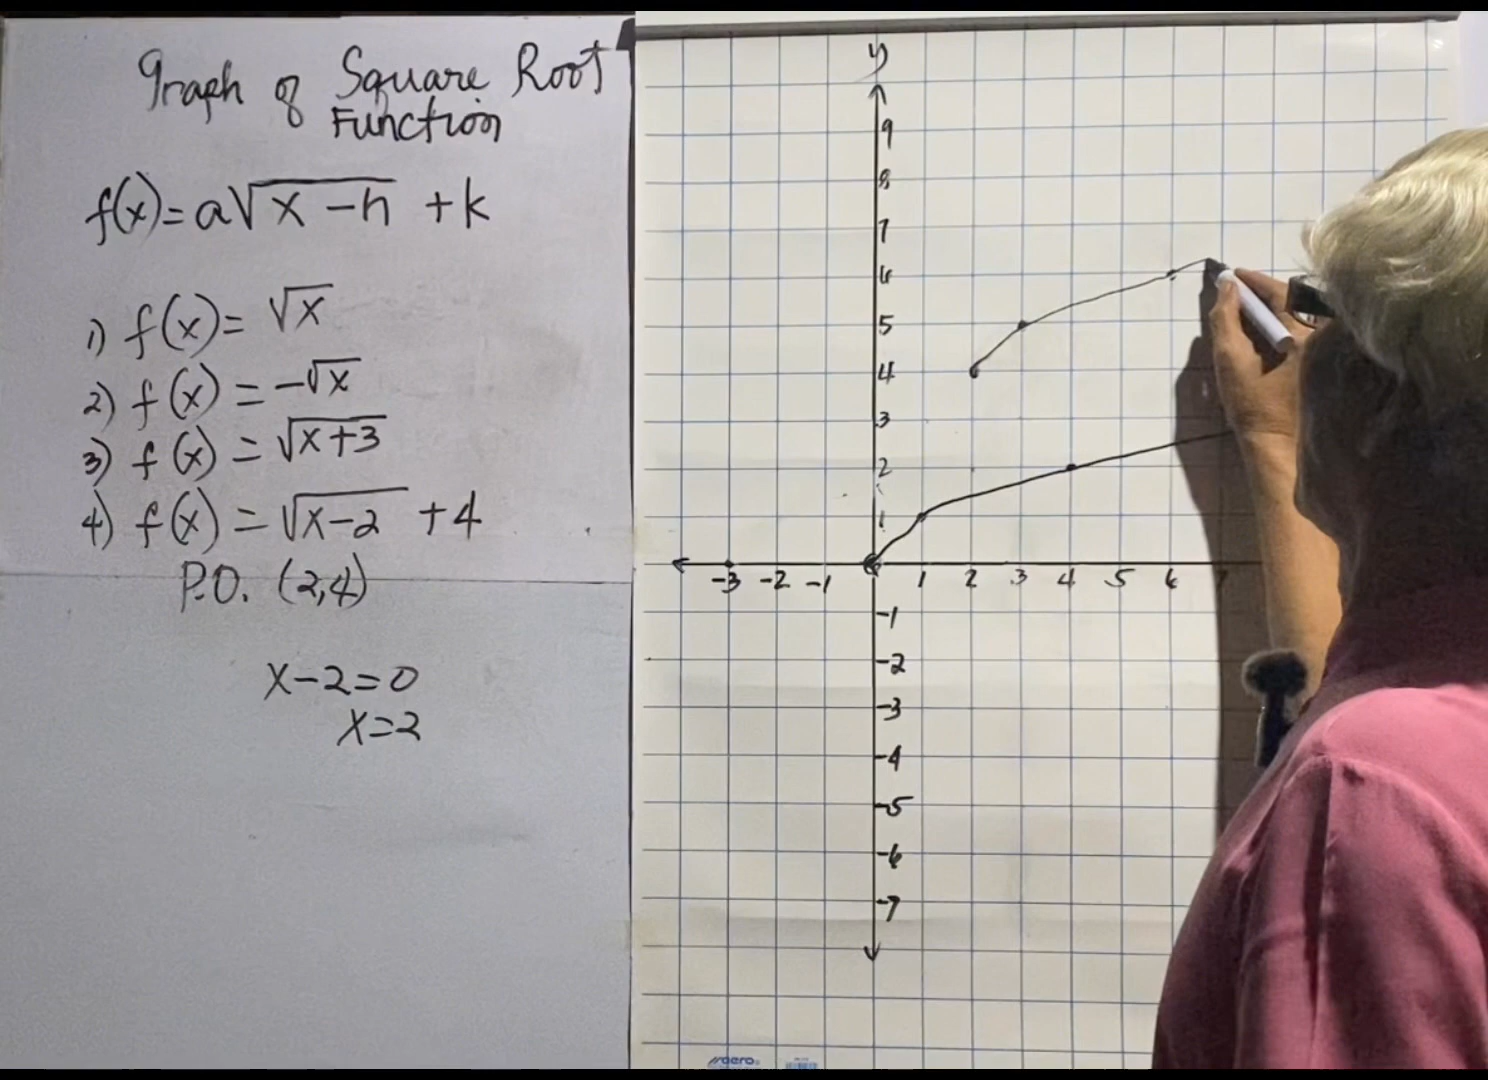 Graph of Square Root
Function
f(x)=a√x-h +k
1) f(x)= √x
2) f(x) = -√x
3) f(x) = √x+3
4) f(x) = √x-2 +4
P.O. (2,4)
x-2=0
x=2
y
9
8
7
6
5
4
3
2
1
-3 -2 -1 1 2 3 4 5 6 7
-1
-2
-3
-4
-5
-6
-7
aero